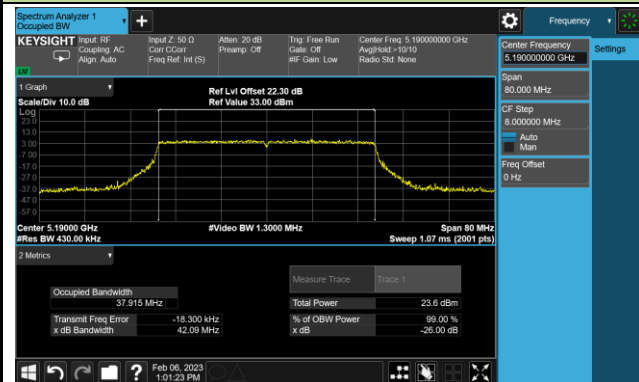 Spectrum Analyzer 1
Occupied BW
Frequency
KEYSIGHT
Input: RF
Coupling: AC
Align: Auto
Input Z: 50 Ω
Corr CCorr
Freq Ref: Int (S)
Atten: 20 dB
Preamp: Off
Trig: Free Run
Gate: Off
#IF Gain: Low
Center Freq: 5.190000000 GHz
Avg|Hold:>10/10
Radio Std: None
Center Frequency
5.190000000 GHz
Settings
Span
80.000 MHz
CF Step
8.000000 MHz
Auto
Man
Freq Offset
0 Hz
1 Graph
Scale/Div 10.0 dB
Ref Lvl Offset 22.30 dB
Ref Value 33.00 dBm
Log
23.0
13.0
3.00
-7.00
-17.0
-27.0
-37.0
-47.0
-57.0
Center 5.19000 GHz
#Video BW 1.3000 MHz
Span 80 MHz
#Res BW 430.00 kHz
Sweep 1.07 ms (2001 pts)
2 Metrics
Measure Trace
Trace 1
Occupied Bandwidth
37.915 MHz
Total Power
23.6 dBm
Transmit Freq Error
-18.300 kHz
% of OBW Power
99.00 %
x dB Bandwidth
42.09 MHz
x dB
-26.00 dB
Feb 06, 2023
1:01:23 PM